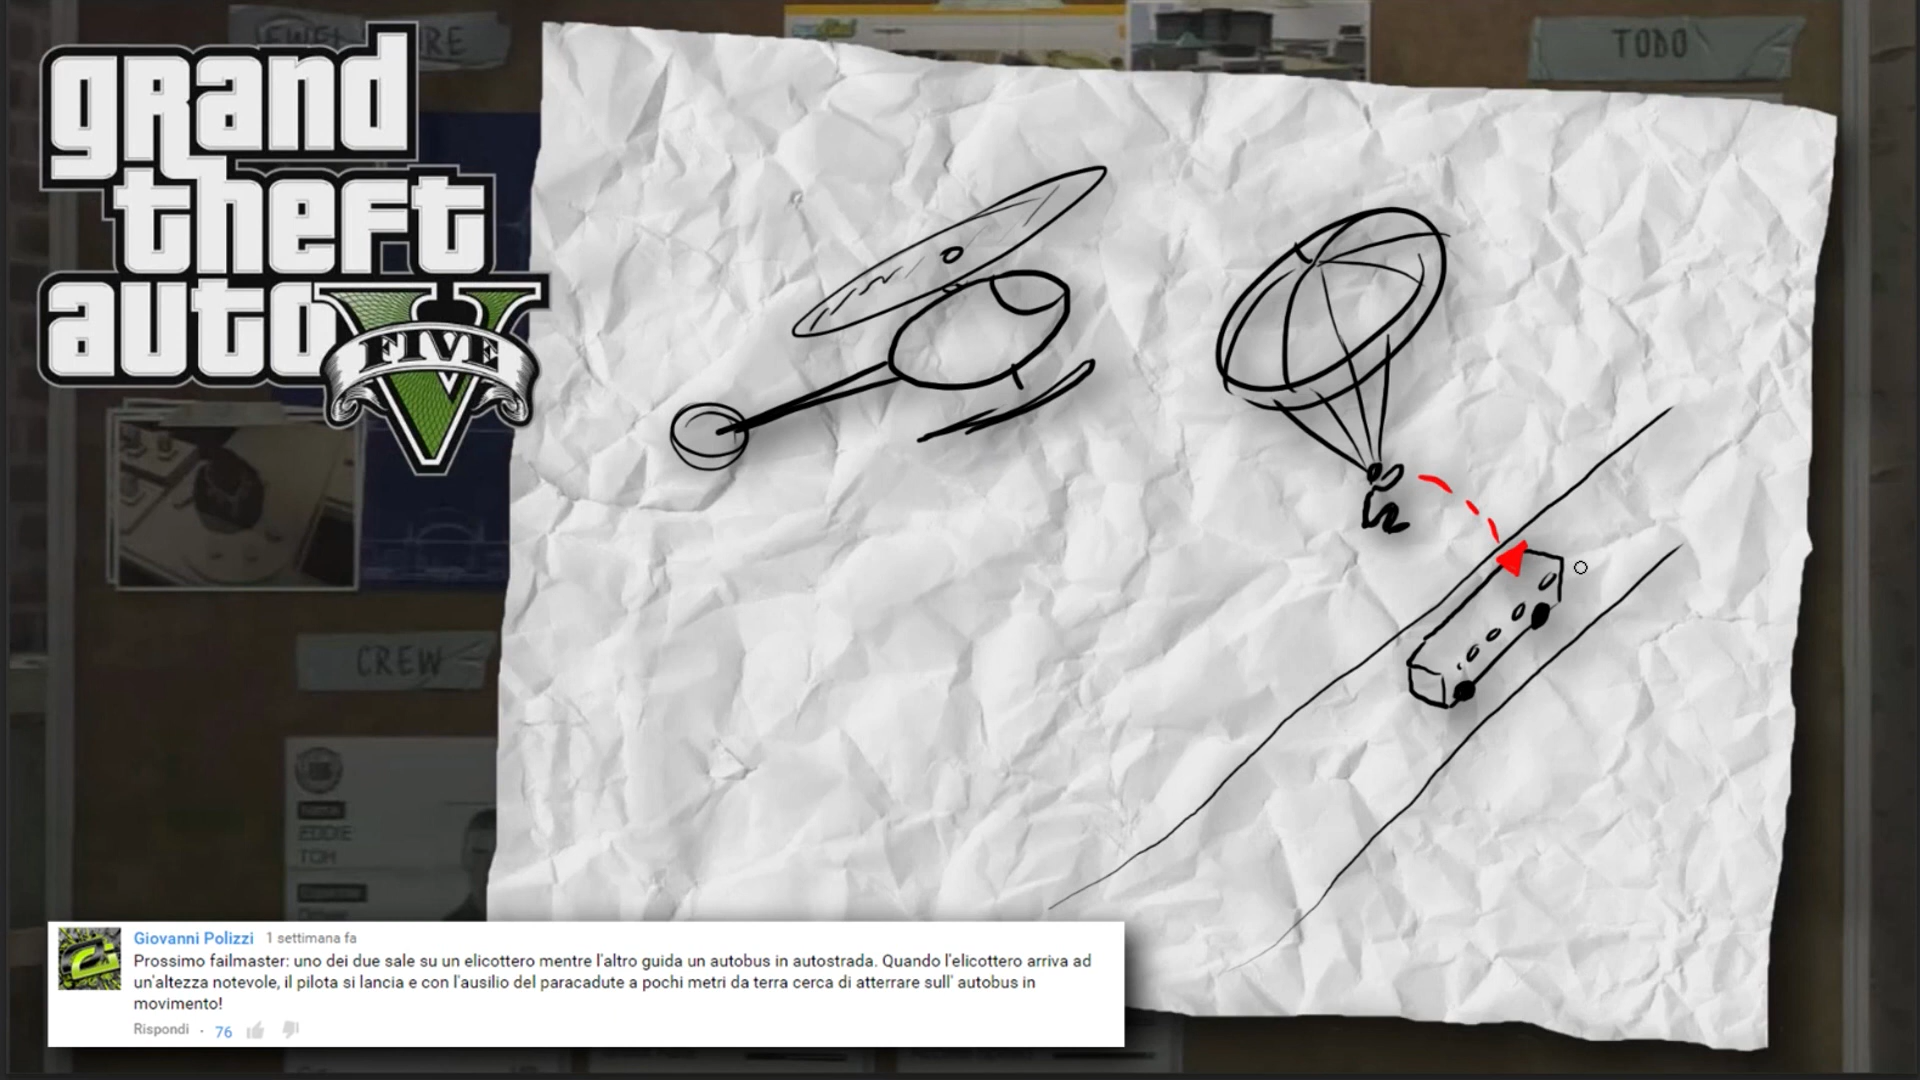 TODO
grand
theft
auto
FIVE
CREW
EDDIE
TOH
Giovanni Polizzi 1 settimana fa
Prossimo failmaster: uno dei due sale su un elicottero mentre l'altro guida un autobus in autostrada. Quando l'elicottero arriva ad
un'altezza notevole, il pilota si lancia e con l'ausilio del paracadute a pochi metri da terra cerca di atterrare sull' autobus in
movimento!
Rispondi · 76